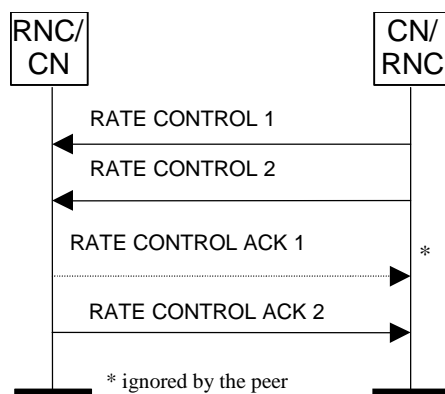 RNC/
CN
CN/
RNC
RATE CONTROL 1
RATE CONTROL 2
RATE CONTROL ACK 1
*
RATE CONTROL ACK 2
* ignored by the peer